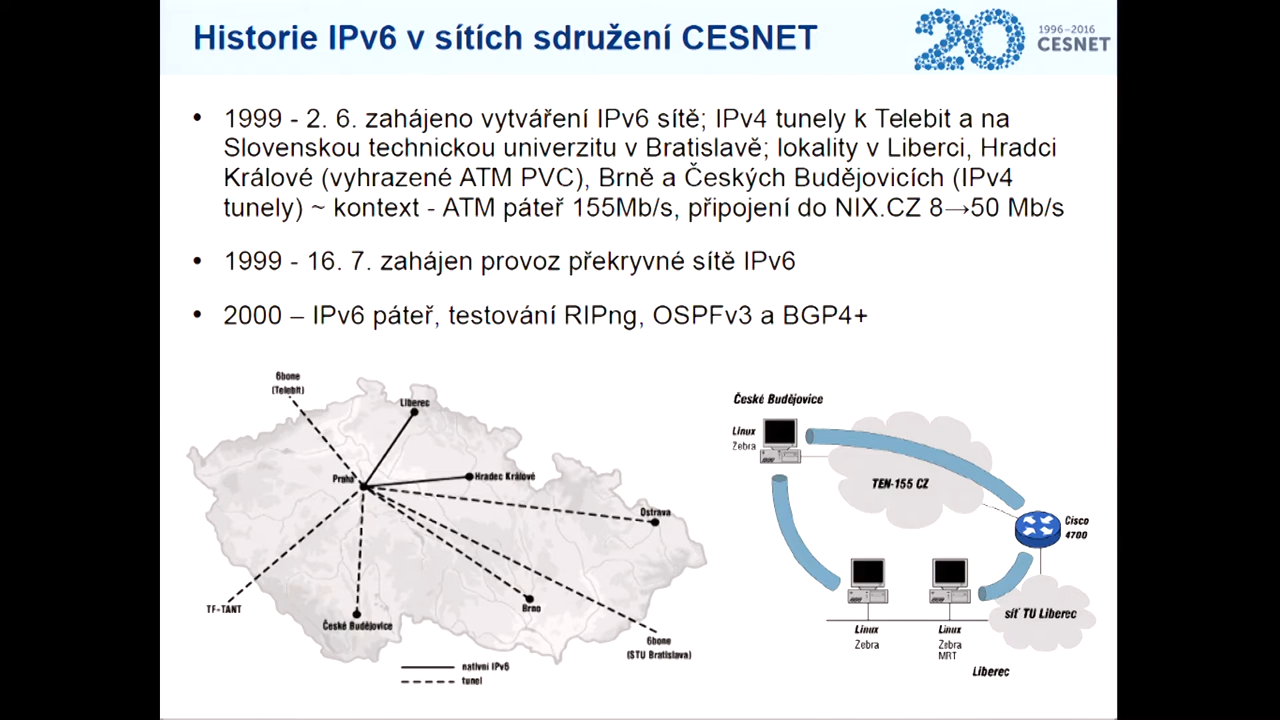 Historie IPv6 v sítích sdružení CESNET
20
1996–2016
CESNET
• 1999 - 2. 6. zahájeno vytváření IPv6 sítě; IPv4 tunely k Telebit a na
Slovenskou technickou univerzitu v Bratislavě; lokality v Liberci, Hradci
Králové (vyhrazené ATM PVC), Brně a Českých Budějovicích (IPv4
tunely) ~ kontext - ATM páteř 155Mb/s, připojení do NIX.CZ 8→50 Mb/s
• 1999 - 16. 7. zahájen provoz překryvné sítě IPv6
• 2000 – IPv6 páteř, testování RIPng, OSPFv3 a BGP4+
6bone
(Telebit)
Liberec
Praha
Hradec Králové
Ostrava
TF-TANT
České Budějovice
Brno
6bone
(STU Bratislava)
nativní IPv6
tunel
České Budějovice
Linux
Zebra
TEN-155 CZ
Cisco
4700
síť TU Liberec
Linux
Zebra
Linux
Zebra
MRT
Liberec